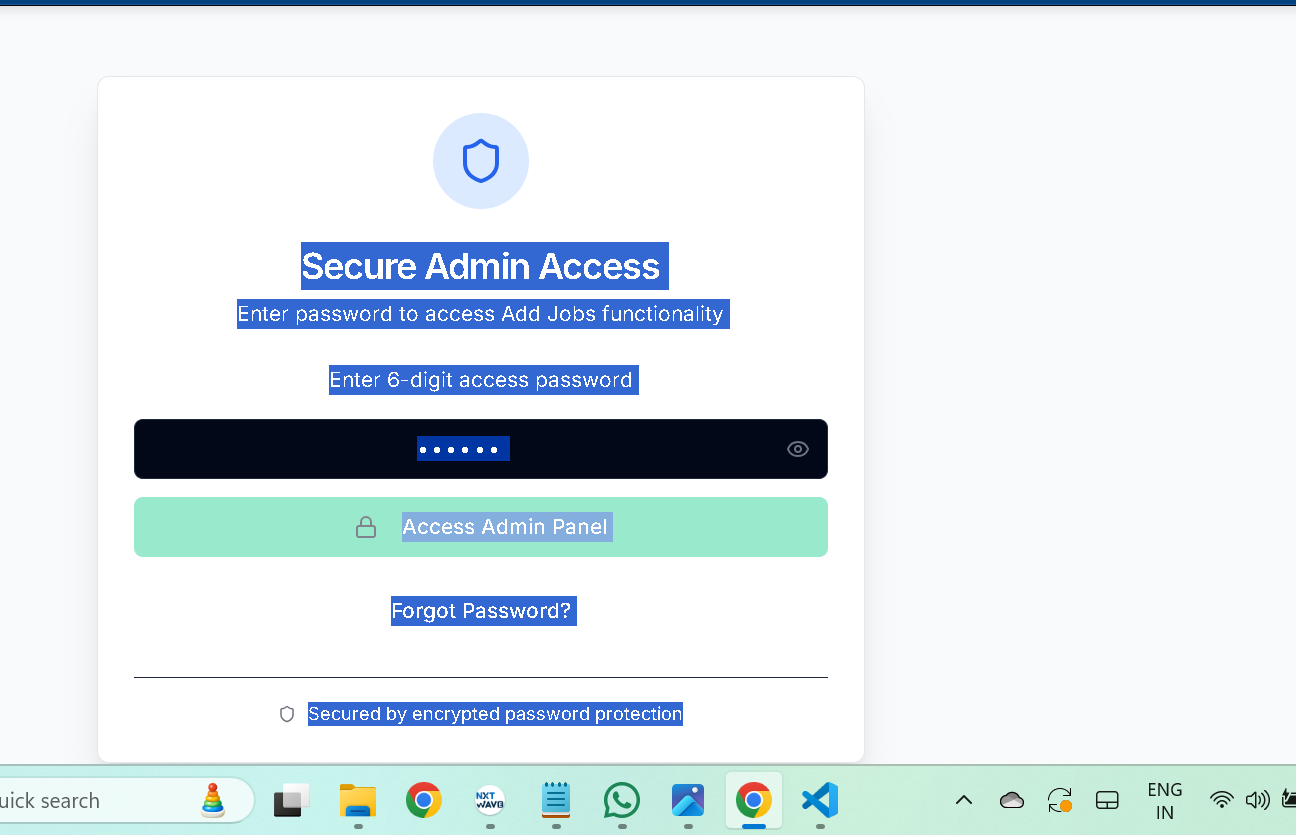 Secure Admin Access
Enter password to access Add Jobs functionality
Enter 6-digit access password
••••••
Access Admin Panel
Forgot Password?
Secured by encrypted password protection
search
NXT
WAVE
ENG
IN